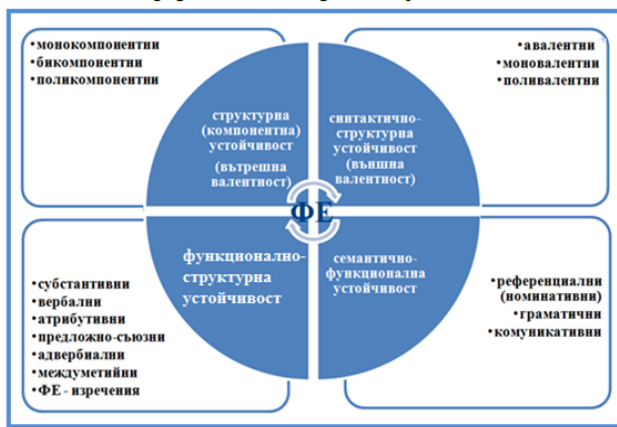 •монокомпонентни
•бикомпонентни
•поликомпонентни
•авалентни
•моновалентни
•поливалентни
структурна
(компонентна)
устойчивост
(вътрешна
валентност)
синтактично-
структурна
устойчивост
(външна
валентност)
ФЕ
функционално-
структурна
устойчивост
семантично-
функционална
устойчивост
•субстантивни
•вербални
•атрибутивни
•предложно-съюзни
•адвербиални
•междуметийни
•ФЕ - изречения
•референциални
(номинативни)
•граматични
•комуникативни